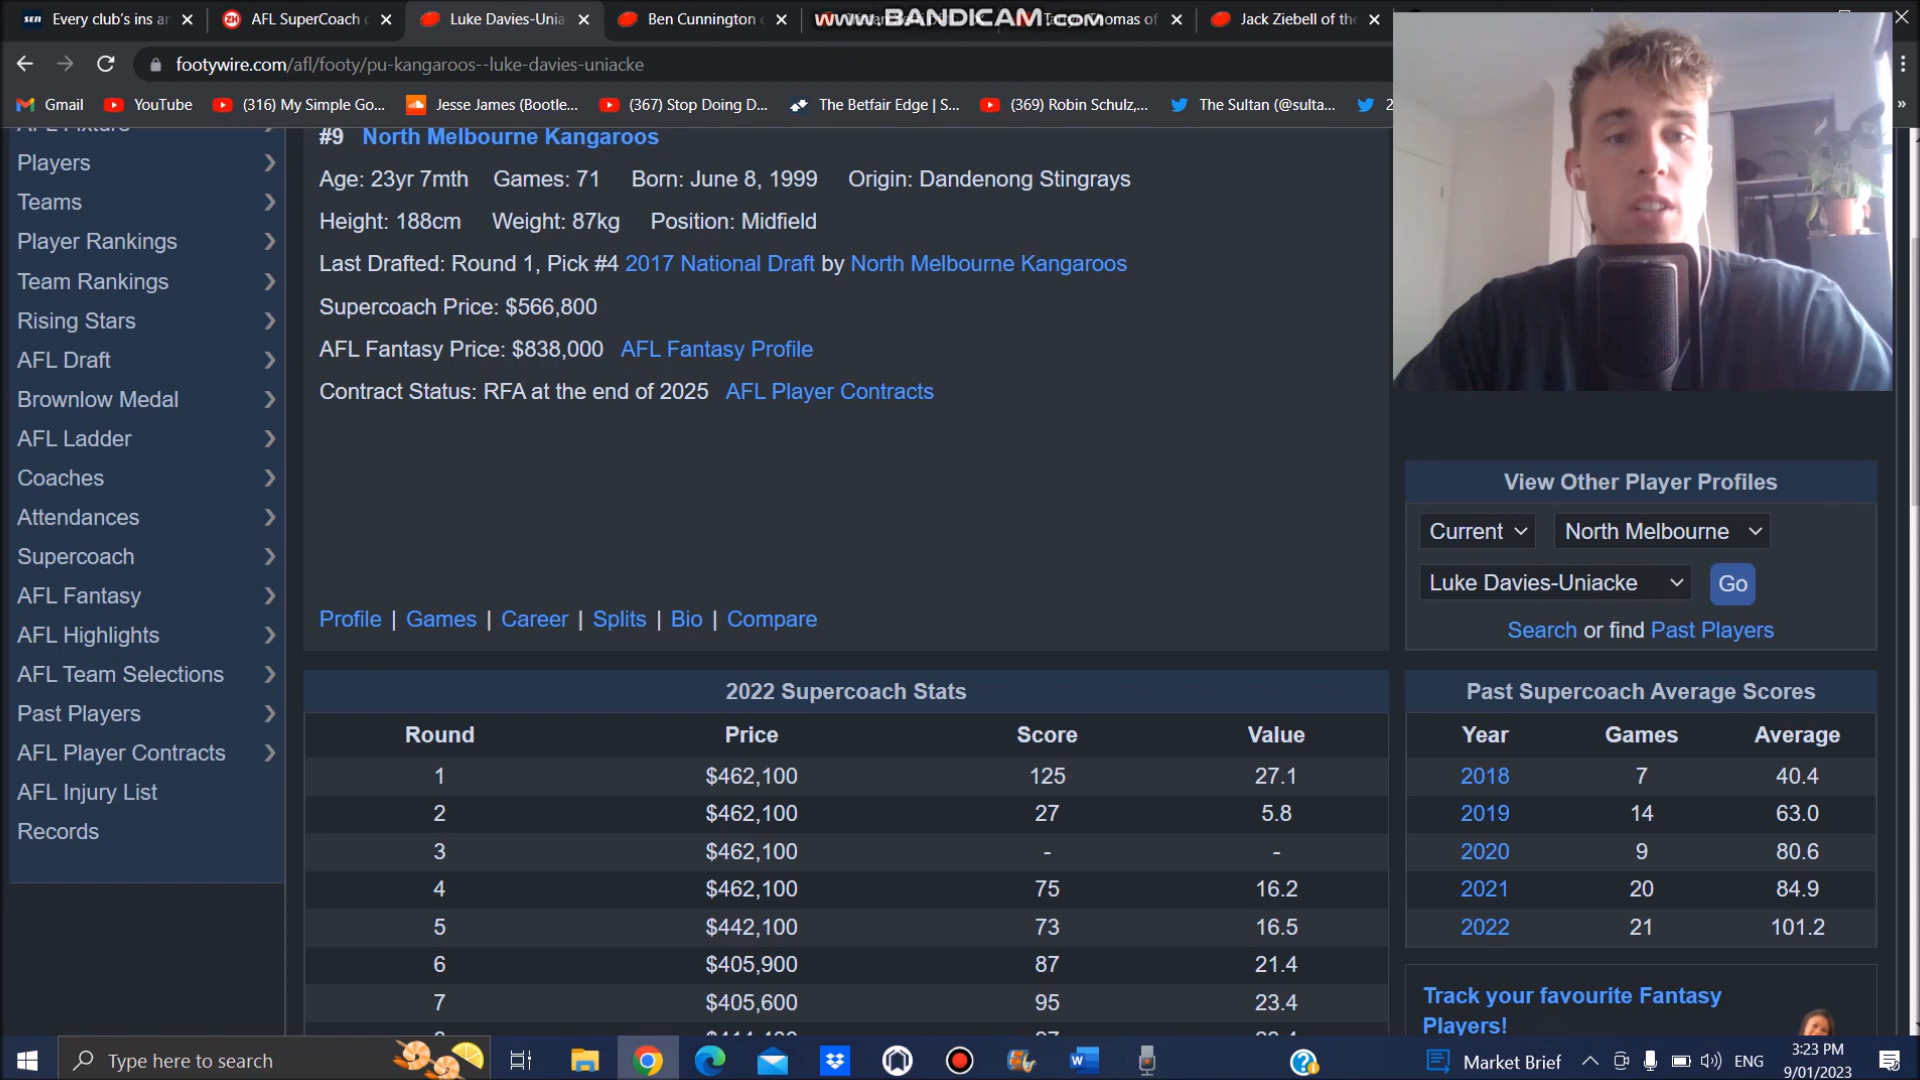 Every club's ins a
AFL SuperCoach
Luke Davies-Unia
Ben Cunnington
www.BANDICAM.com
Thomas of
Jack Ziebell of the
footywire.com/afl/footy/pu-kangaroos--luke-davies-uniacke
Gmail
YouTube
(316) My Simple Go...
Jesse James (Bootle...
(367) Stop Doing D...
The Betfair Edge | S...
(369) Robin Schulz,...
The Sultan (@sulta...
2
»
AFL Fixture
Players
Teams
Player Rankings
Team Rankings
Rising Stars
AFL Draft
Brownlow Medal
AFL Ladder
Coaches
Attendances
Supercoach
AFL Fantasy
AFL Highlights
AFL Team Selections
Past Players
AFL Player Contracts
AFL Injury List
Records
#9 North Melbourne Kangaroos
Age: 23yr 7mth Games: 71 Born: June 8, 1999 Origin: Dandenong Stingrays
Height: 188cm Weight: 87kg Position: Midfield
Last Drafted: Round 1, Pick #4 2017 National Draft by North Melbourne Kangaroos
Supercoach Price: $566,800
AFL Fantasy Price: $838,000 AFL Fantasy Profile
Contract Status: RFA at the end of 2025 AFL Player Contracts
Profile | Games | Career | Splits | Bio | Compare
2022 Supercoach Stats
Round Price Score Value
1 $462,100 125 27.1
2 $462,100 27 5.8
3 $462,100 - -
4 $462,100 75 16.2
5 $442,100 73 16.5
6 $405,900 87 21.4
7 $405,600 95 23.4
View Other Player Profiles
Current North Melbourne
Luke Davies-Uniacke Go
Search or find Past Players
Past Supercoach Average Scores
Year Games Average
2018 7 40.4
2019 14 63.0
2020 9 80.6
2021 20 84.9
2022 21 101.2
Track your favourite Fantasy
Players!
Type here to search
Market Brief
ENG
3:23 PM
9/01/2023